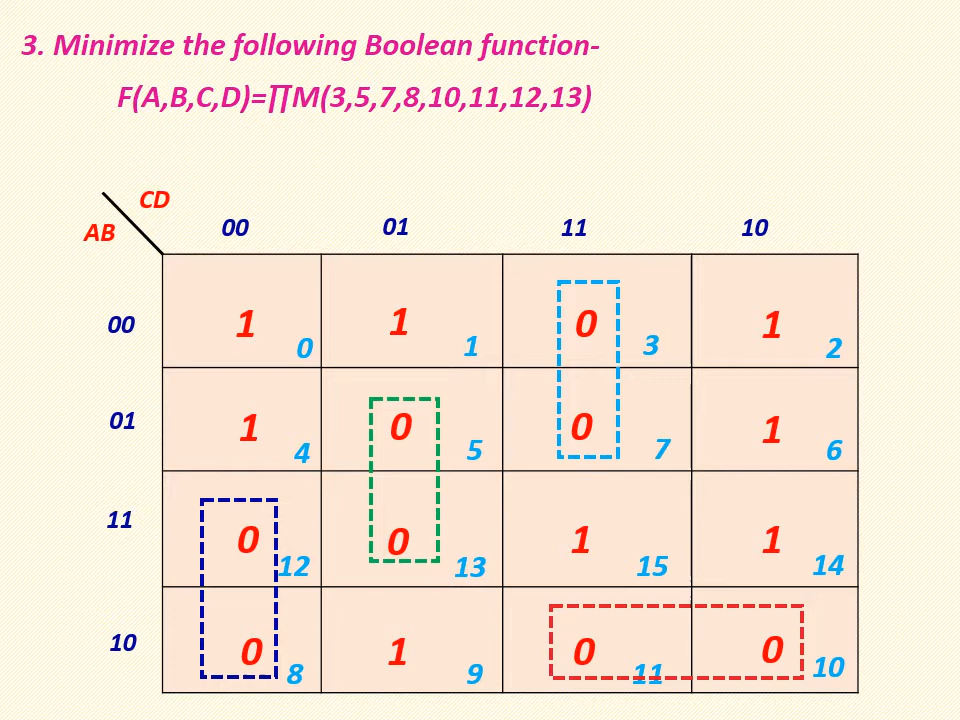 3. Minimize the following Boolean function-
F(A,B,C,D)=∏M(3,5,7,8,10,11,12,13)
CD
AB
00 01 11 10
00 1 0 1 1 0 3 1 2
01 1 4 0 5 0 7 1 6
11 0 12 0 13 1 15 1 14
10 0 8 1 9 0 11 0 10